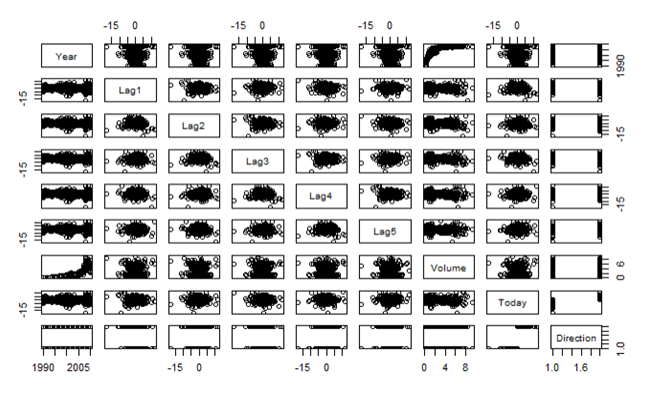 -15 0 -15 0 -15 0 -15 0
Year 1990
-15 Lag1
Lag2 -15
-15 Lag3
Lag4 -15
-15 Lag5
Volume 0 6
-15 Today
Direction 1.0
1990 2005 -15 0 -15 0 0 4 8 1.0 1.6